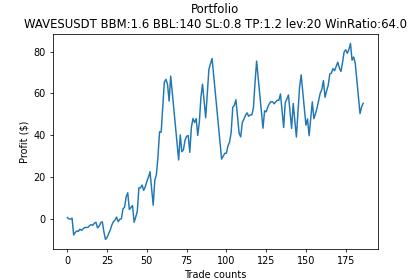 Portfolio
WAVESUSDT BBM:1.6 BBL:140 SL:0.8 TP:1.2 lev:20 WinRatio:64.0
80
60
40
20
0
Profit ($)
0 25 50 75 100 125 150 175
Trade counts